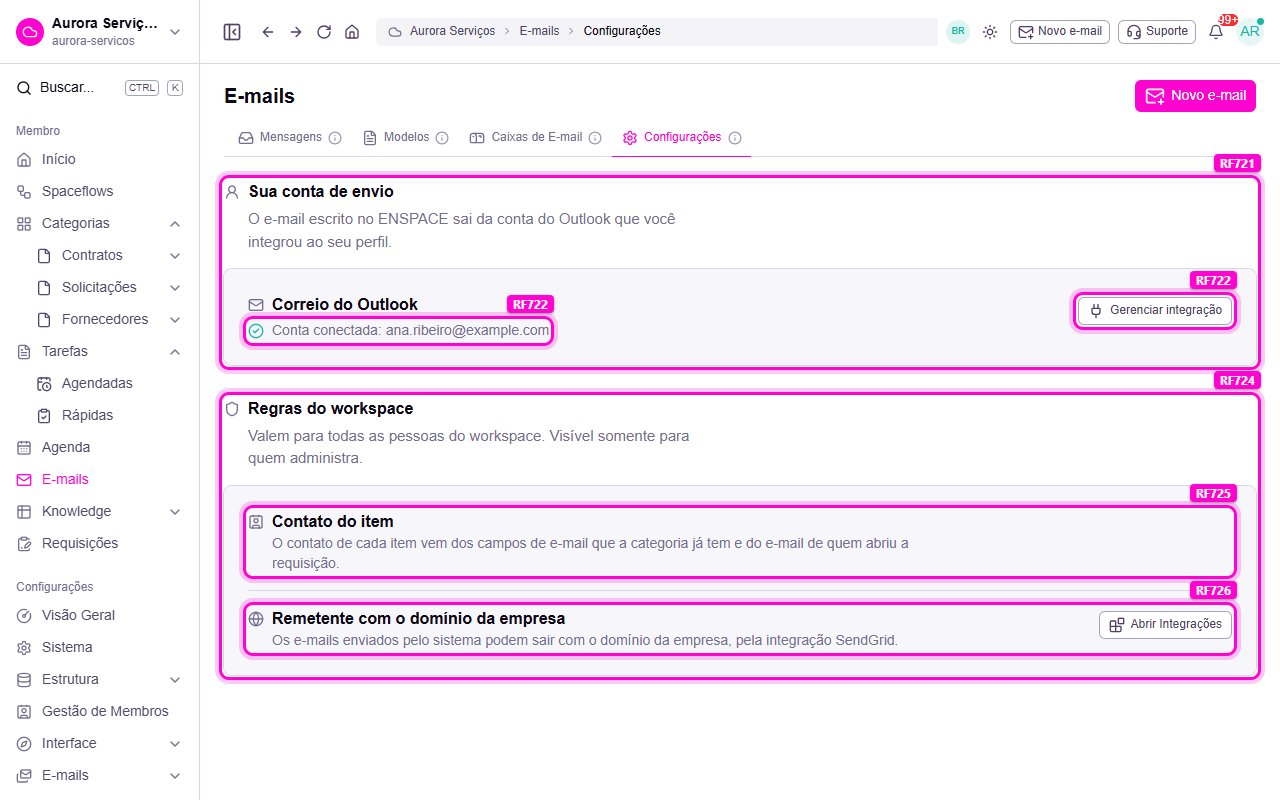 Aurora Serviç...
aurora-servicos
Aurora Serviços
E-mails
Configurações
BR
Novo e-mail
Suporte
99+
AR
Buscar...
CTRL
K
Membro
Início
Spaceflows
Categorias
Contratos
Solicitações
Fornecedores
Tarefas
Agendadas
Rápidas
Agenda
E-mails
Knowledge
Requisições
Configurações
Visão Geral
Sistema
Estrutura
Gestão de Membros
Interface
E-mails
E-mails
Novo e-mail
Mensagens
Modelos
Caixas de E-mail
Configurações
RF721
Sua conta de envio
O e-mail escrito no ENSPACE sai da conta do Outlook que você
integrou ao seu perfil.
RF722
Correio do Outlook
RF722
Conta conectada: ana.ribeiro@example.com
Gerenciar integração
RF724
Regras do workspace
Valem para todas as pessoas do workspace. Visível somente para
quem administra.
RF725
Contato do item
O contato de cada item vem dos campos de e-mail que a categoria já tem e do e-mail de quem abriu a
requisição.
RF726
Remetente com o domínio da empresa
Os e-mails enviados pelo sistema podem sair com o domínio da empresa, pela integração SendGrid.
Abrir Integrações